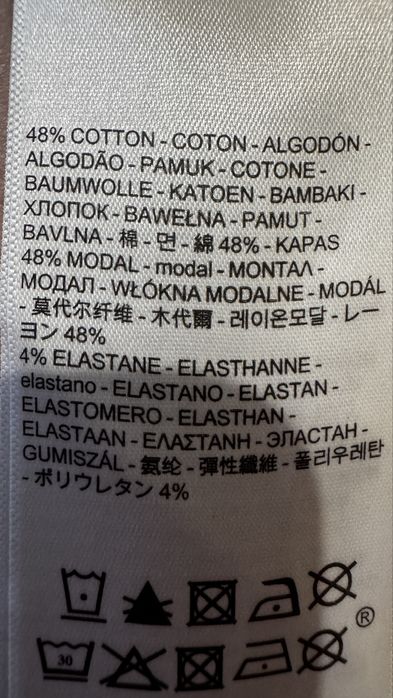 48% COTTON - COTON - ALGODÓN -
ALGODÃO - PAMUK - COTONE -
BAUMWOLLE - KATOEN - BAMBAKI -
ХЛОПОК - BAWEŁNA - PAMUT -
BAVLNA - 棉 - 면 - 綿 48% - KAPAS
48% MODAL - modal - ΜΟΝΤΑΛ -
МОДАЛ - WŁÓKNA MODALNE - MODÁL
- 莫代尔纤维 - 木代爾 - 레이온모달 - レー
ヨン 48%
4% ELASTANE - ELASTHANNE -
elastano - ELASTANO - ELASTAN -
ELASTOMERO - ELASTHAN -
ELASTAAN - ΕΛΑΣΤΑΝΗ - ЭЛАСТАН -
GUMISZÁL - 氨纶 - 彈性纖維 - 폴리우레탄
- ポリウレタン 4%
®
30